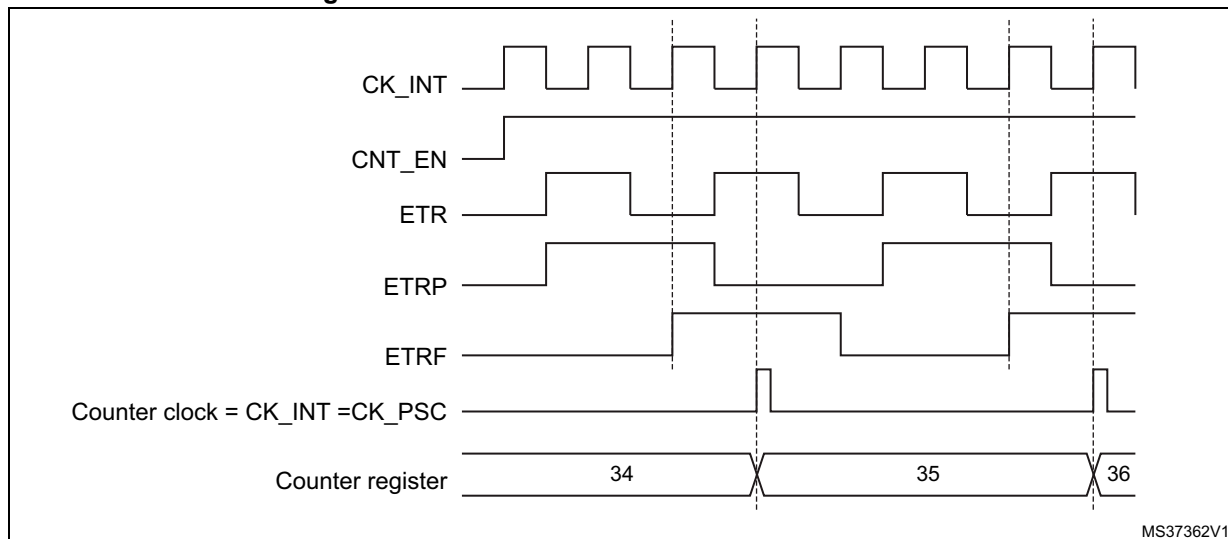 CK_INT
CNT_EN
ETR
ETRP
ETRF
Counter clock = CK_INT =CK_PSC
Counter register 34 35 36
MS37362V1